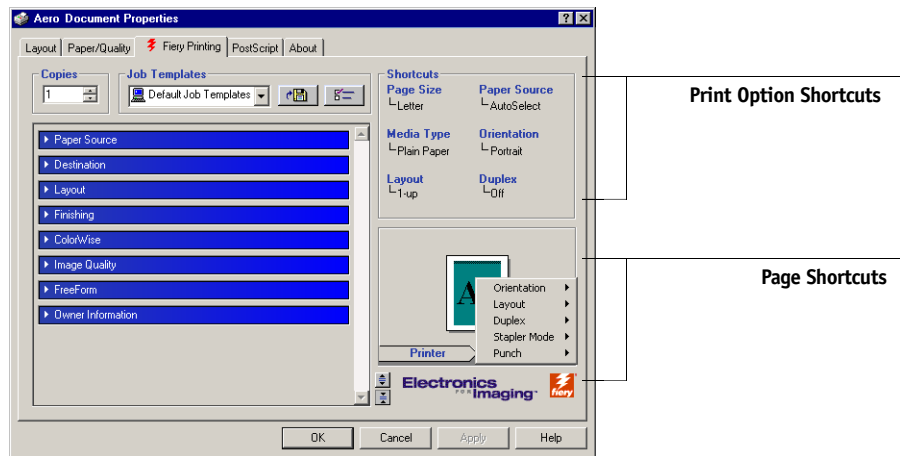 Aero Document Properties
Layout Paper/Quality Fiery Printing PostScript About
Copies
1
Job Templates
Default Job Templates
Paper Source
Destination
Layout
Finishing
ColorWise
Image Quality
FreeForm
Owner Information
Shortcuts
Page Size
Letter
Paper Source
AutoSelect
Media Type
Plain Paper
Orientation
Portrait
Layout
1-up
Duplex
Off
A
Orientation
Layout
Duplex
Stapler Mode
Punch
Printer
Electronics
FOR Imaging
fiery
OK Cancel Apply Help
Print Option Shortcuts
Page Shortcuts